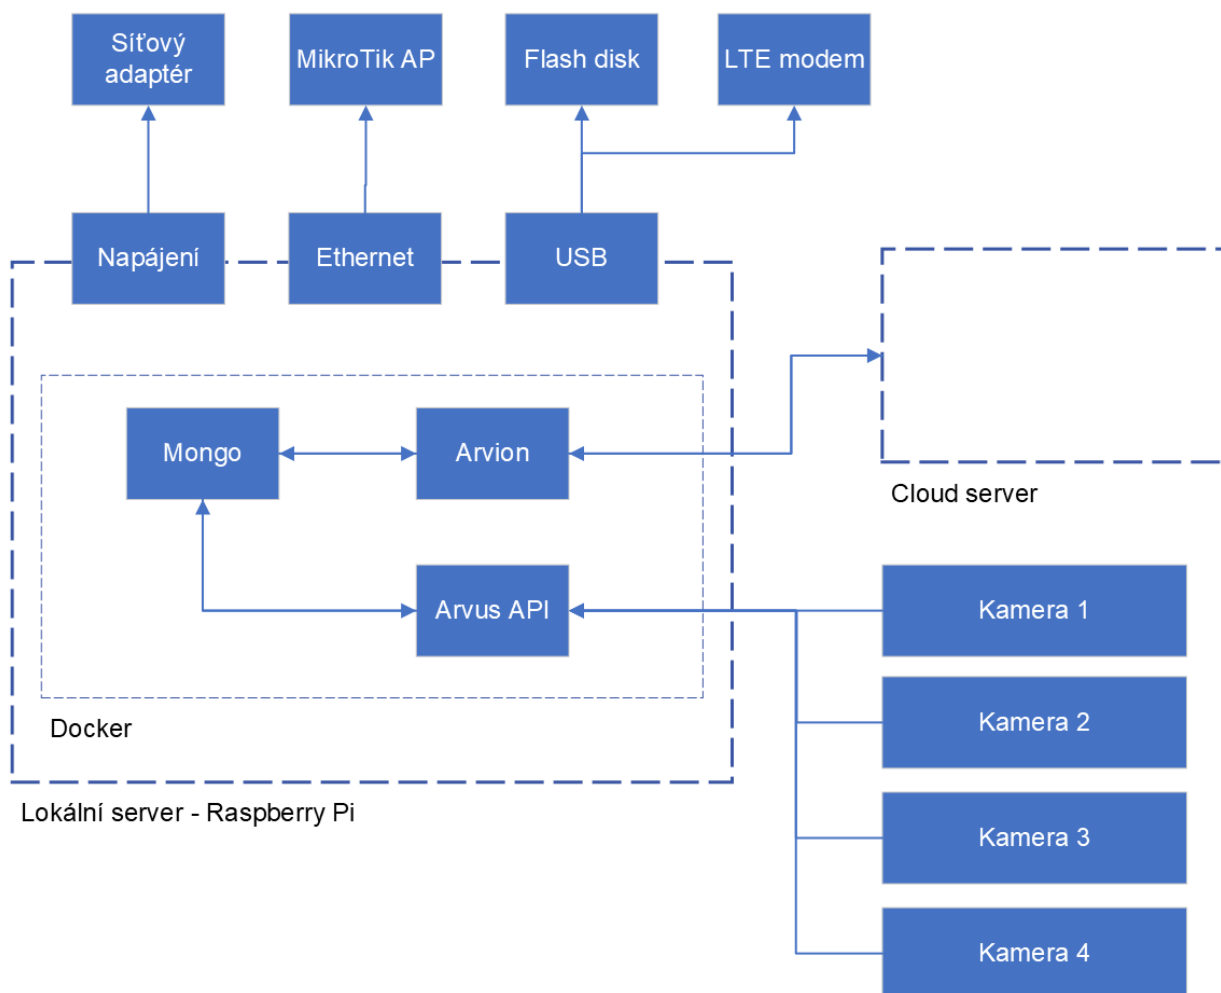 Síťový
adaptér
MikroTik AP
Flash disk
LTE modem
Napájení
Ethernet
USB
Mongo
Arvion
Cloud server
Arvus API
Kamera 1
Kamera 2
Docker
Lokální server - Raspberry Pi
Kamera 3
Kamera 4